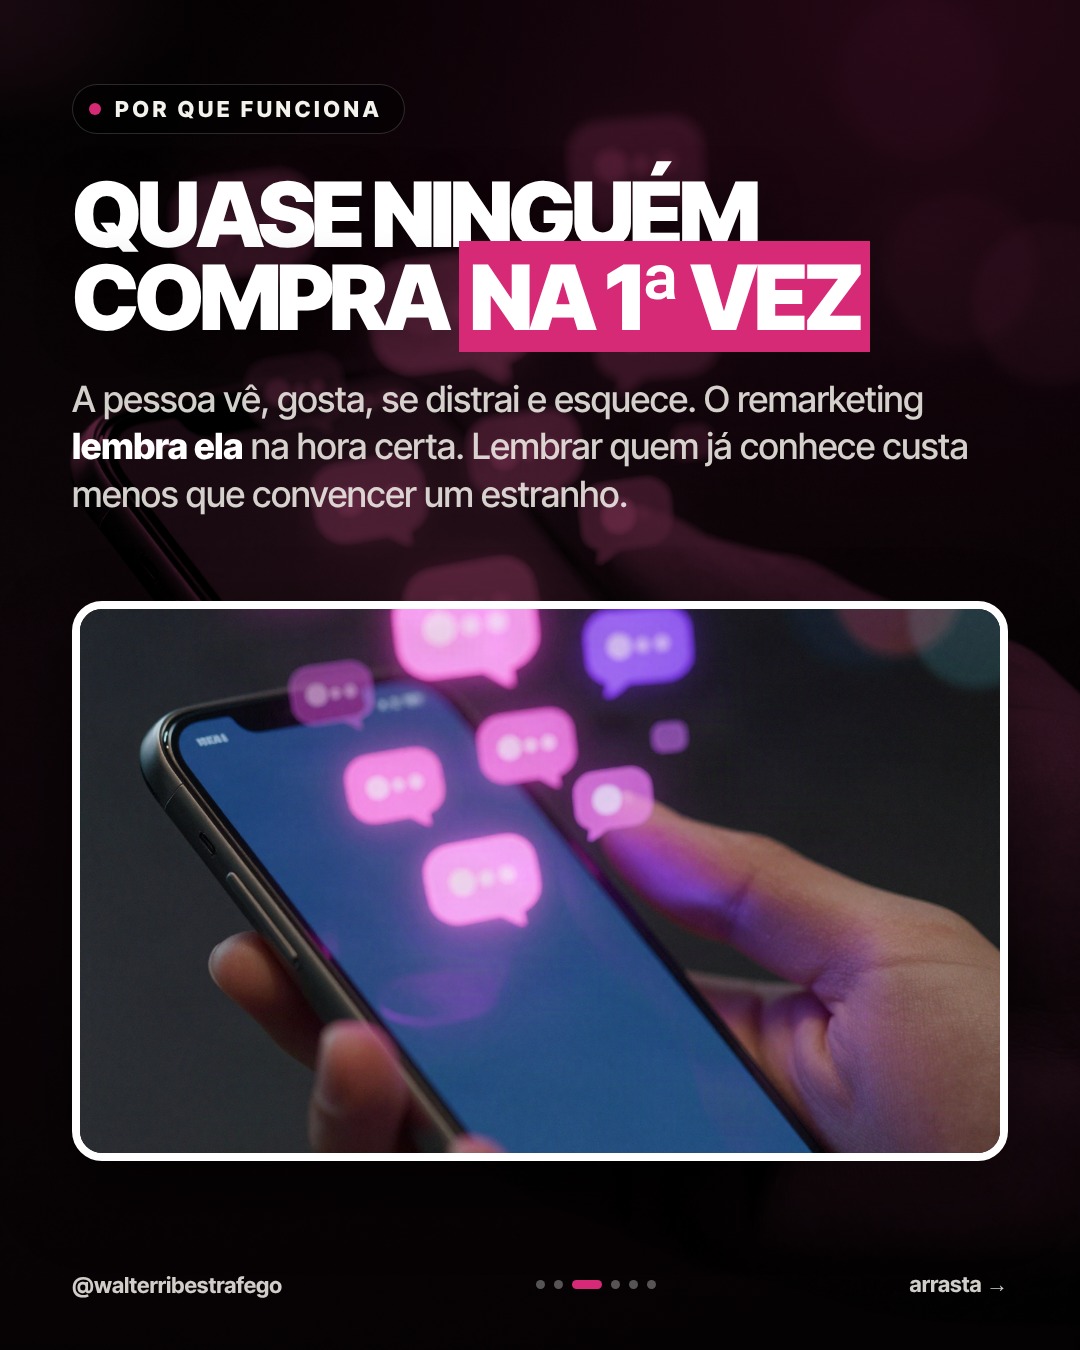 POR QUE FUNCIONA
QUASE NINGUÉM
COMPRA NA 1ª VEZ
A pessoa vê, gosta, se distrai e esquece. O remarketing
lembra ela na hora certa. Lembrar quem já conhece custa
menos que convencer um estranho.
@walterribestrafego
arrasta →